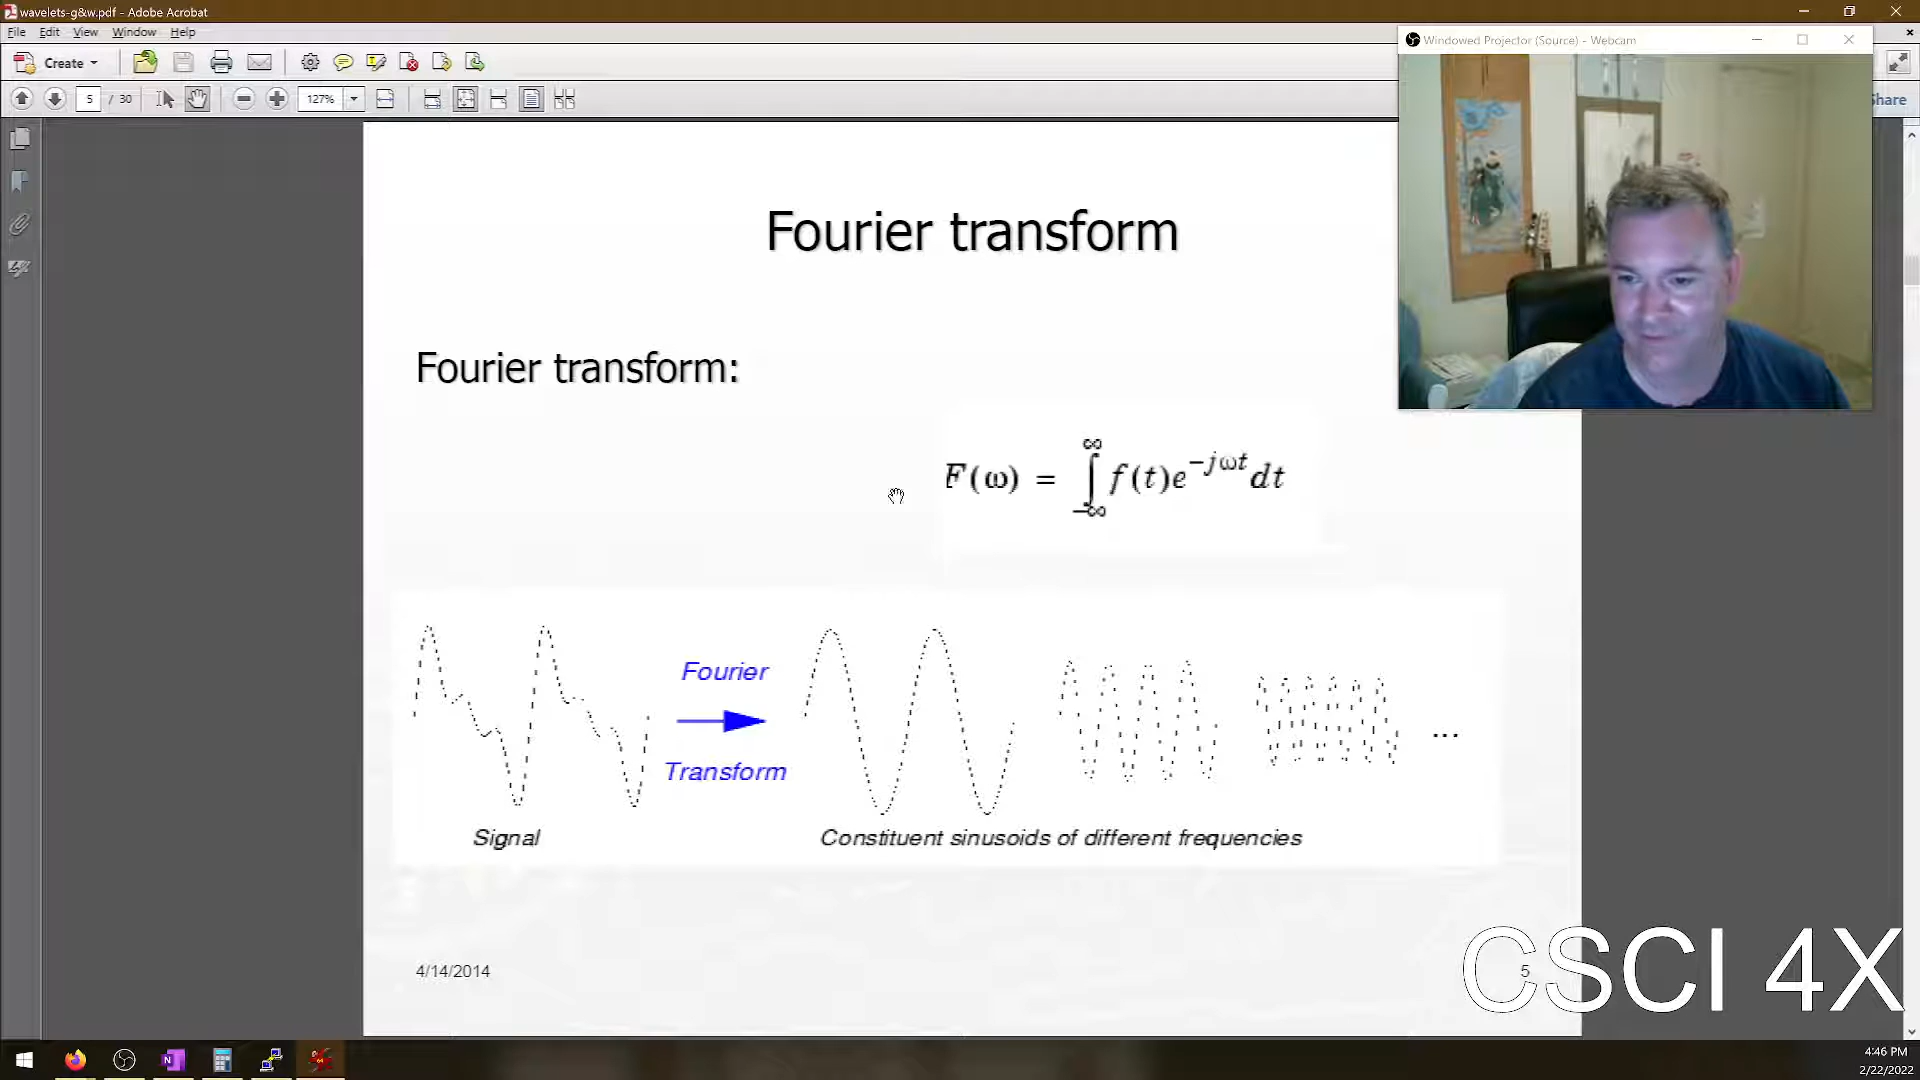 wavelets-g&w.pdf - Adobe Acrobat
File Edit View Window Help
Create
5 / 30 127%
Windowed Projector (Source) - Webcam
Share
Fourier transform
Fourier transform:
F(ω) = ∫_{-∞}^{∞} f(t)e^{-jωt}dt
Fourier
Transform
...
Signal
Constituent sinusoids of different frequencies
4/14/2014
5
CSCI 4X
4:46 PM
2/22/2022